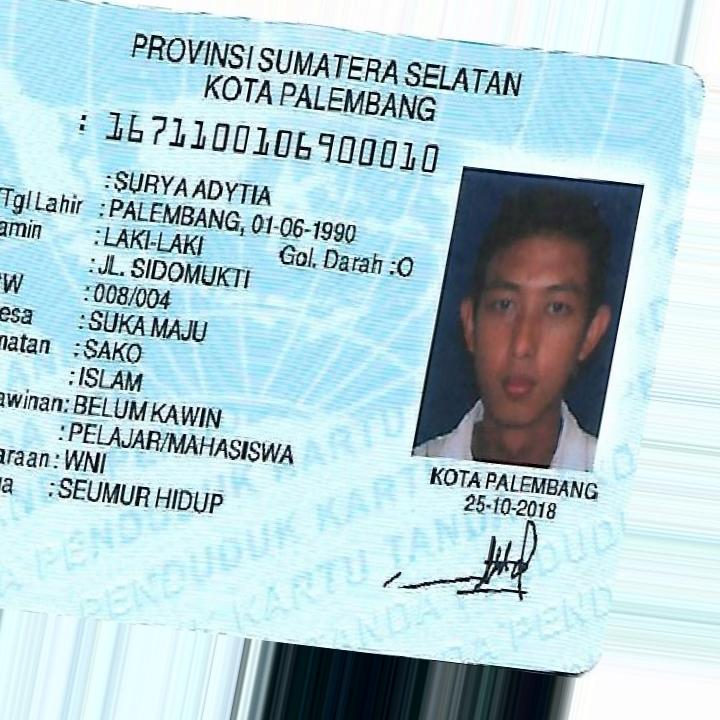 PROVINSI SUMATERA SELATAN
KOTA PALEMBANG
: 1671100106900010
: SURYA ADYTIA
/Tgl Lahir : PALEMBANG, 01-06-1990
amin : LAKI-LAKI Gol. Darah : O
: JL. SIDOMUKTI
W : 008/004
esa : SUKA MAJU
matan : SAKO
: ISLAM
awinan: BELUM KAWIN
: PELAJAR/MAHASISWA
araan : WNI
a : SEUMUR HIDUP
KOTA PALEMBANG
25-10-2018